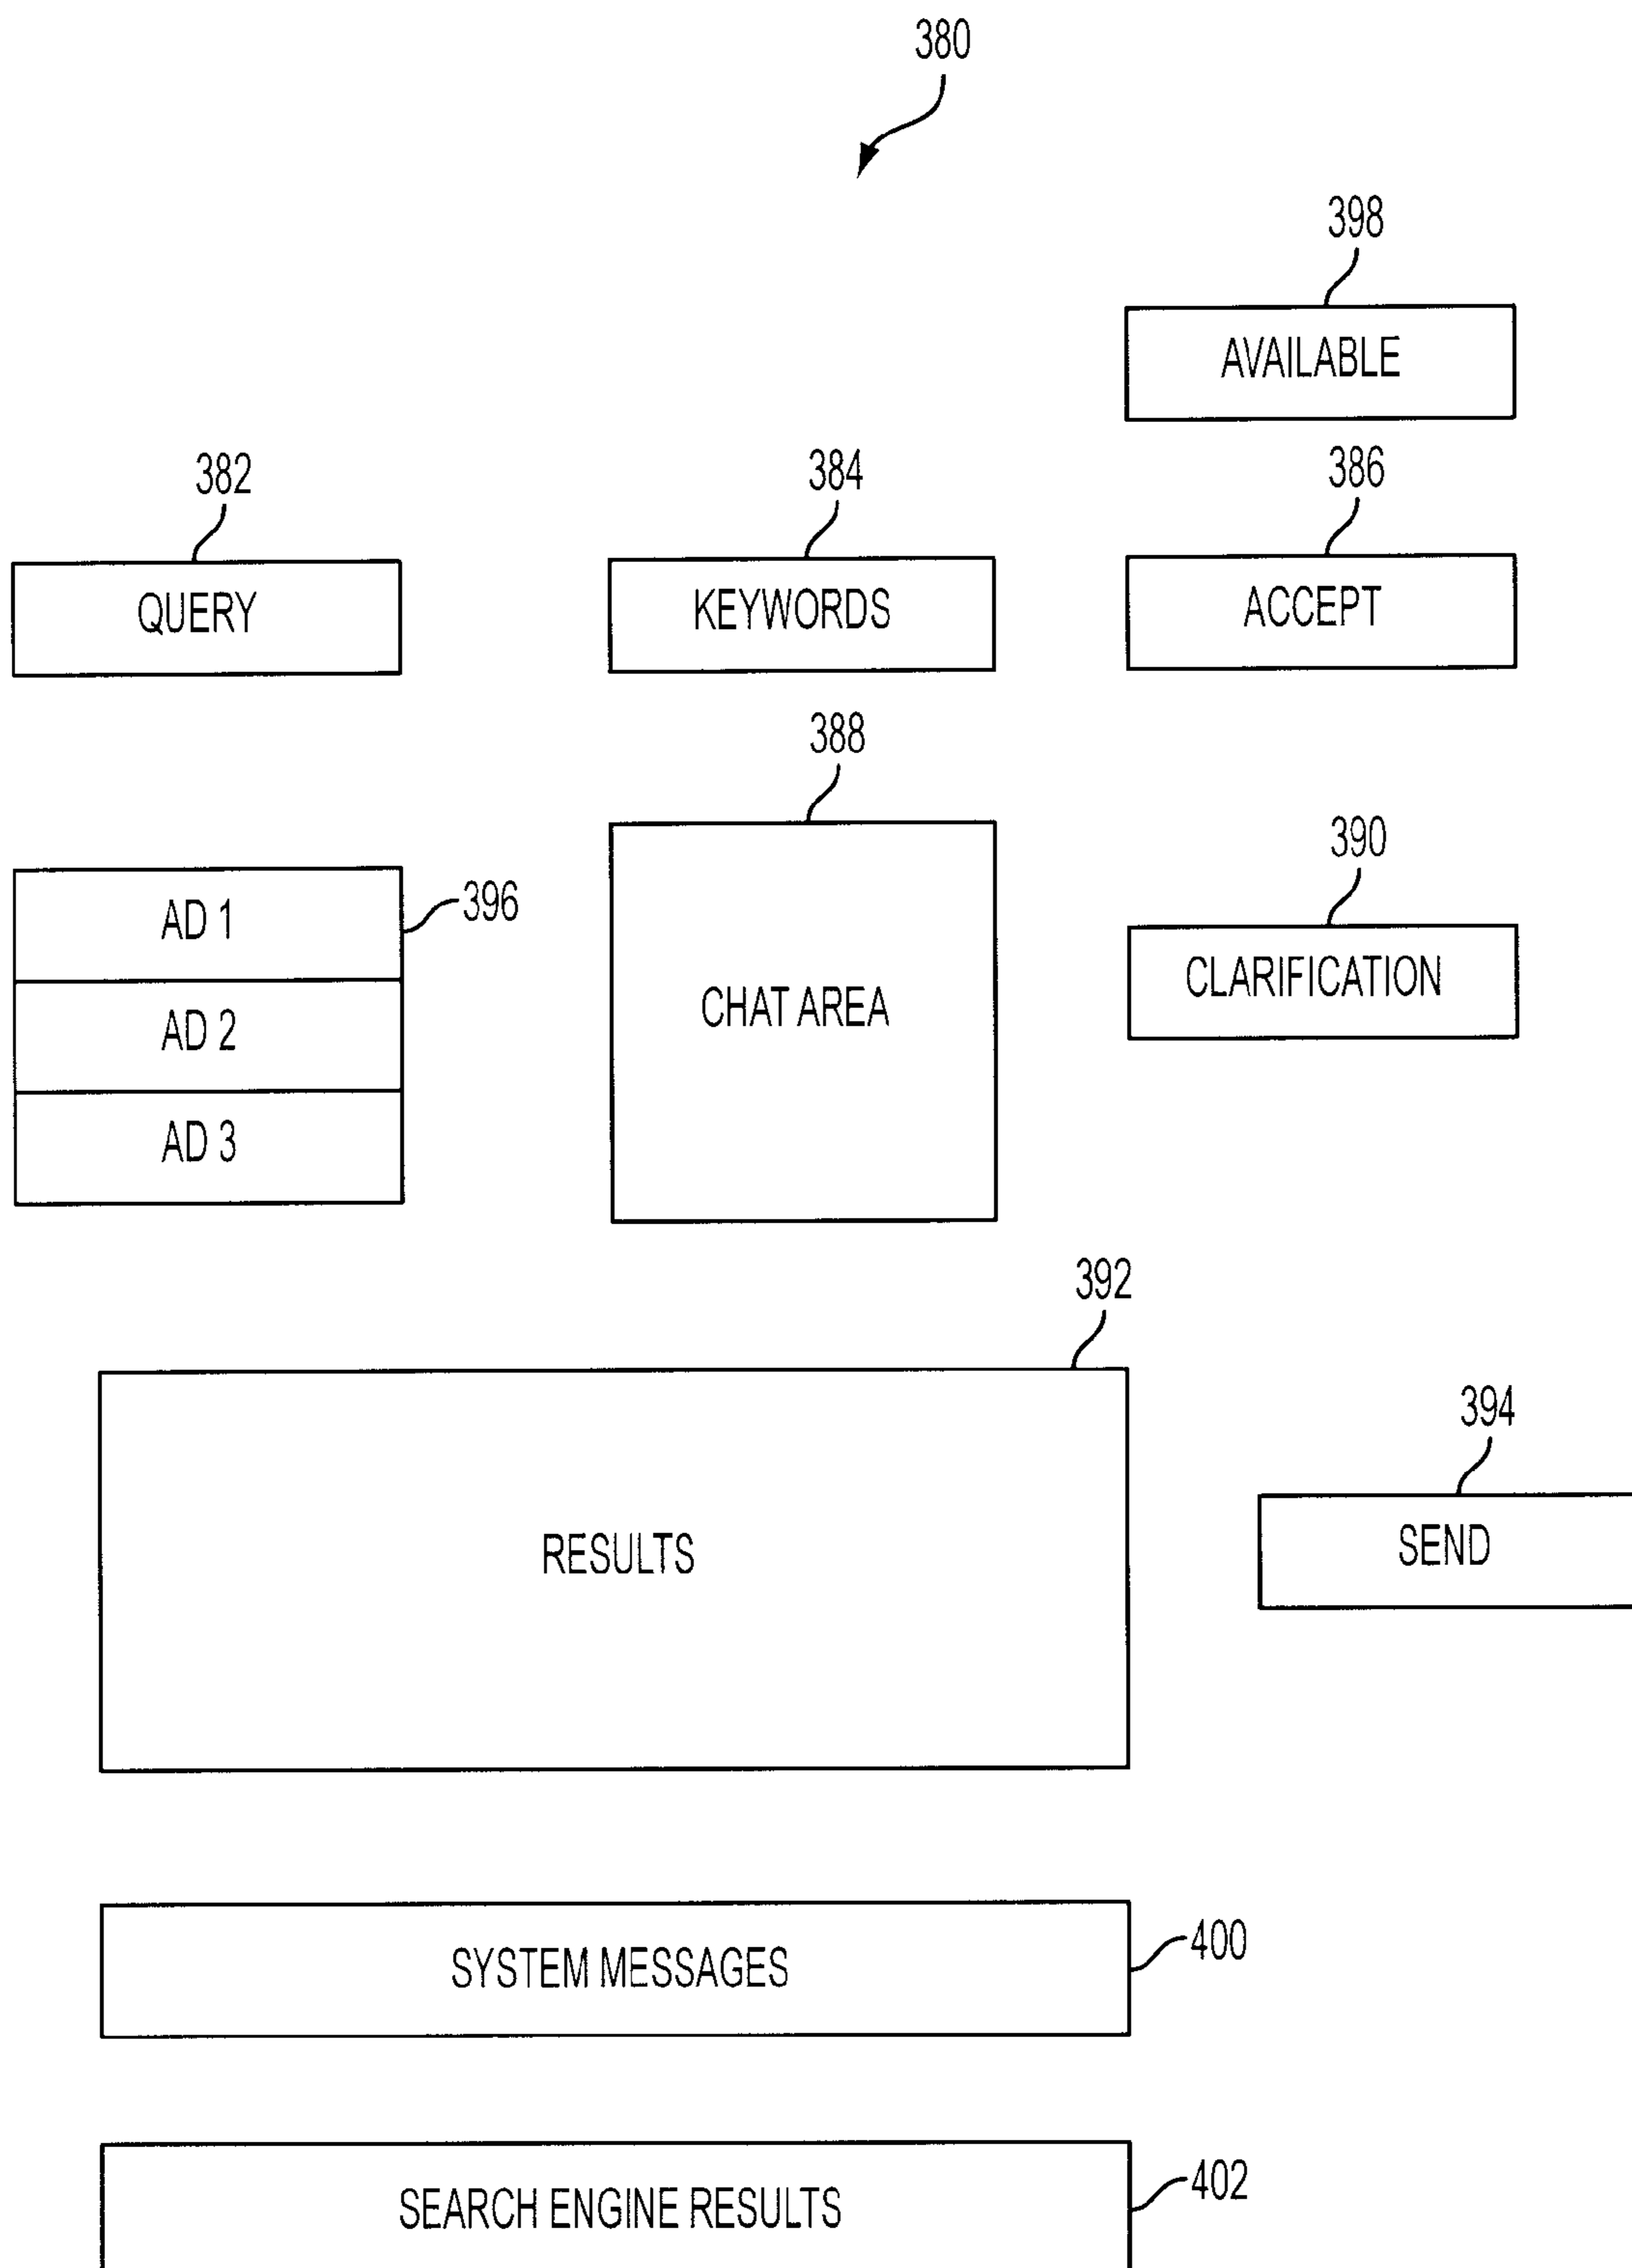 380
398
AVAILABLE
382
384
386
QUERY
KEYWORDS
ACCEPT
388
390
396
AD 1
AD 2
AD 3
CHAT AREA
CLARIFICATION
392
394
RESULTS
SEND
SYSTEM MESSAGES
400
SEARCH ENGINE RESULTS
402